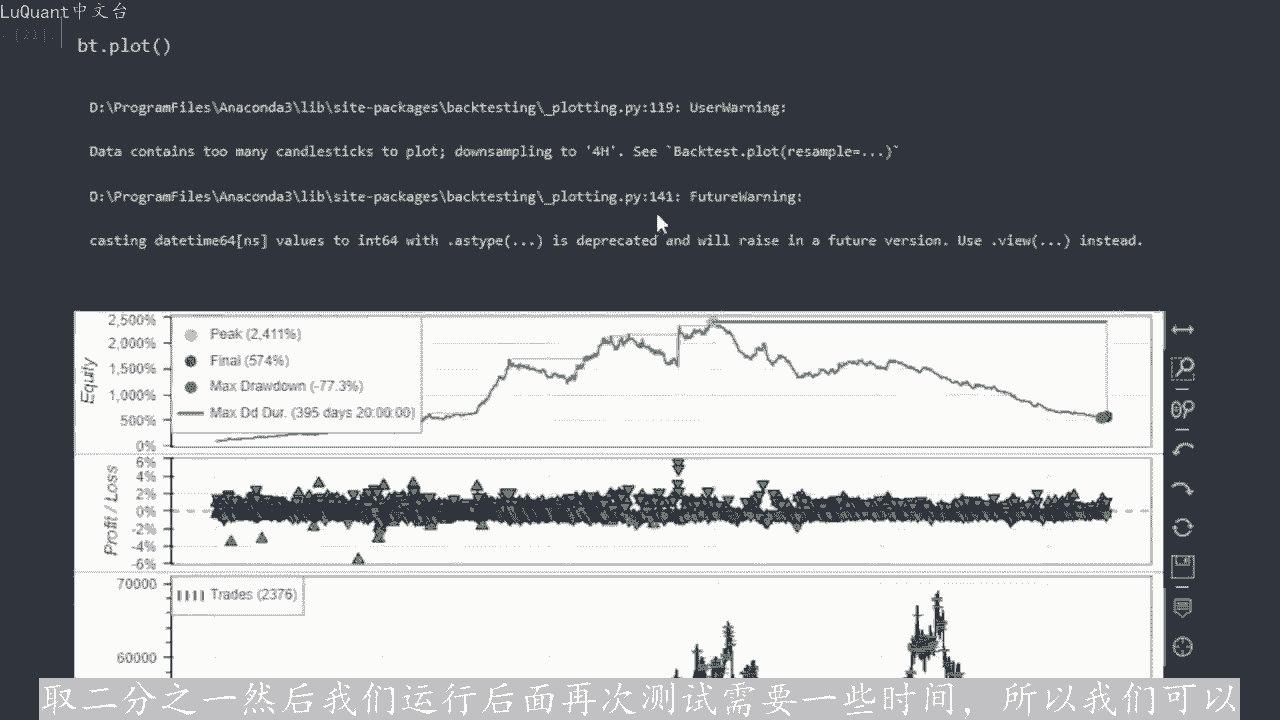 LuQuant中文台
[21]
bt.plot()
D:\ProgramFiles\Anaconda3\lib\site-packages\backtesting\_plotting.py:119: UserWarning:
Data contains too many candlesticks to plot; downsampling to '4H'. See `Backtest.plot(resample=...)`
D:\ProgramFiles\Anaconda3\lib\site-packages\backtesting\_plotting.py:141: FutureWarning:
casting datetime64[ns] values to int64 with .astype(...) is deprecated and will raise in a future version. Use .view(...) instead.
Equity
2,500%
2,000%
1,500%
1,000%
500%
0%
Peak (2,411%)
Final (574%)
Max Drawdown (-77.3%)
Max Dd Dur. (395 days 20:00:00)
Profit / Loss
6%
4%
2%
0%
-2%
-4%
-6%
70000
60000
Trades (2376)
取二分之一然后我们运行后面再次测试需要一些时间，所以我们可以